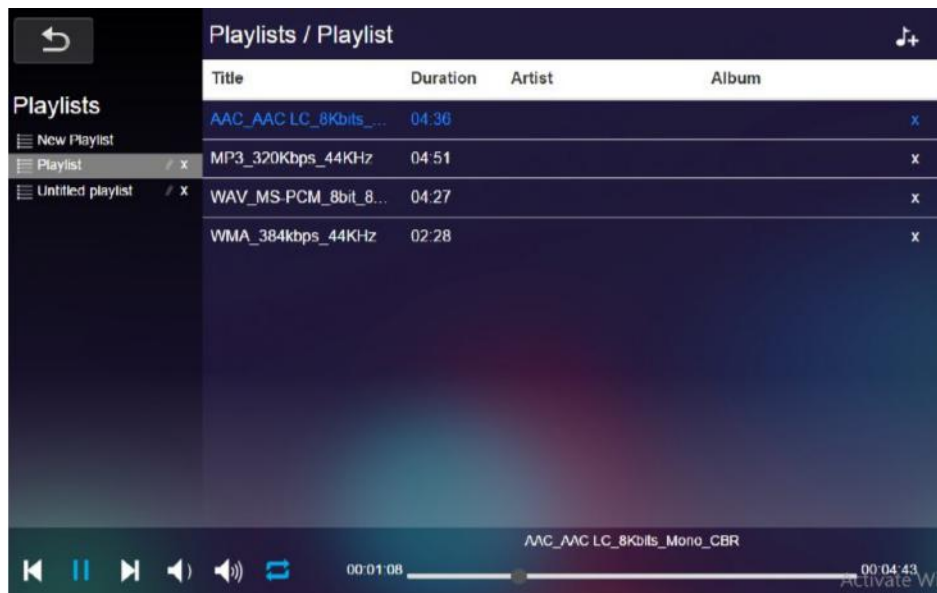 Playlists / Playlist
Title Duration Artist Album
Playlists
New Playlist
Playlist x
Untitled playlist x
AAC_AAC LC_8Kbits_... 04:36 x
MP3_320Kbps_44KHz 04:51 x
WAV_MS-PCM_8bit_8... 04:27 x
WMA_384kbps_44KHz 02:28 x
AAC_AAC LC_8Kbits_Mono_CBR
00:01:08 00:04:43
Activate W